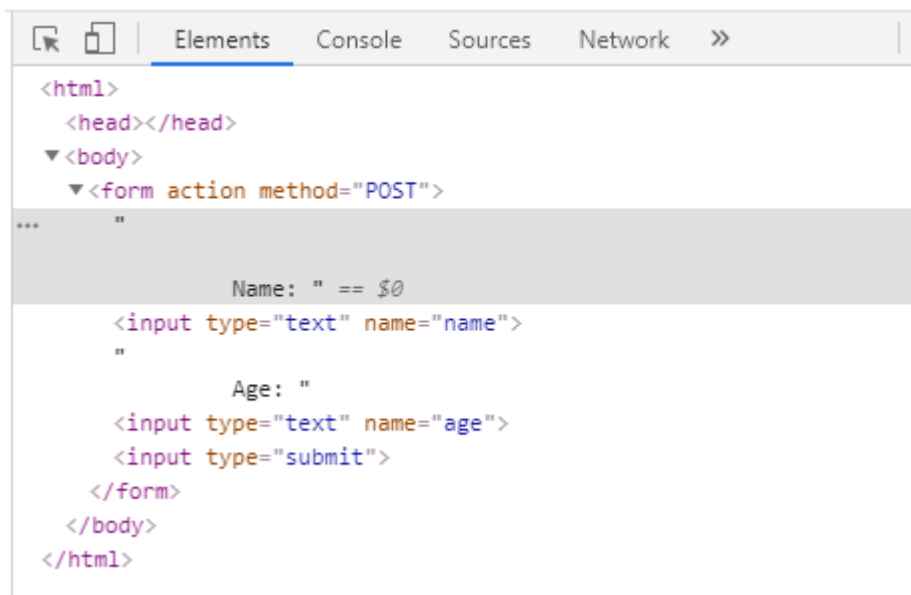 Elements Console Sources Network »
<html>
<head></head>
▼<body>
▼<form action method="POST">
... "
Name: " == $0
<input type="text" name="name">
"
Age: "
<input type="text" name="age">
<input type="submit">
</form>
</body>
</html>